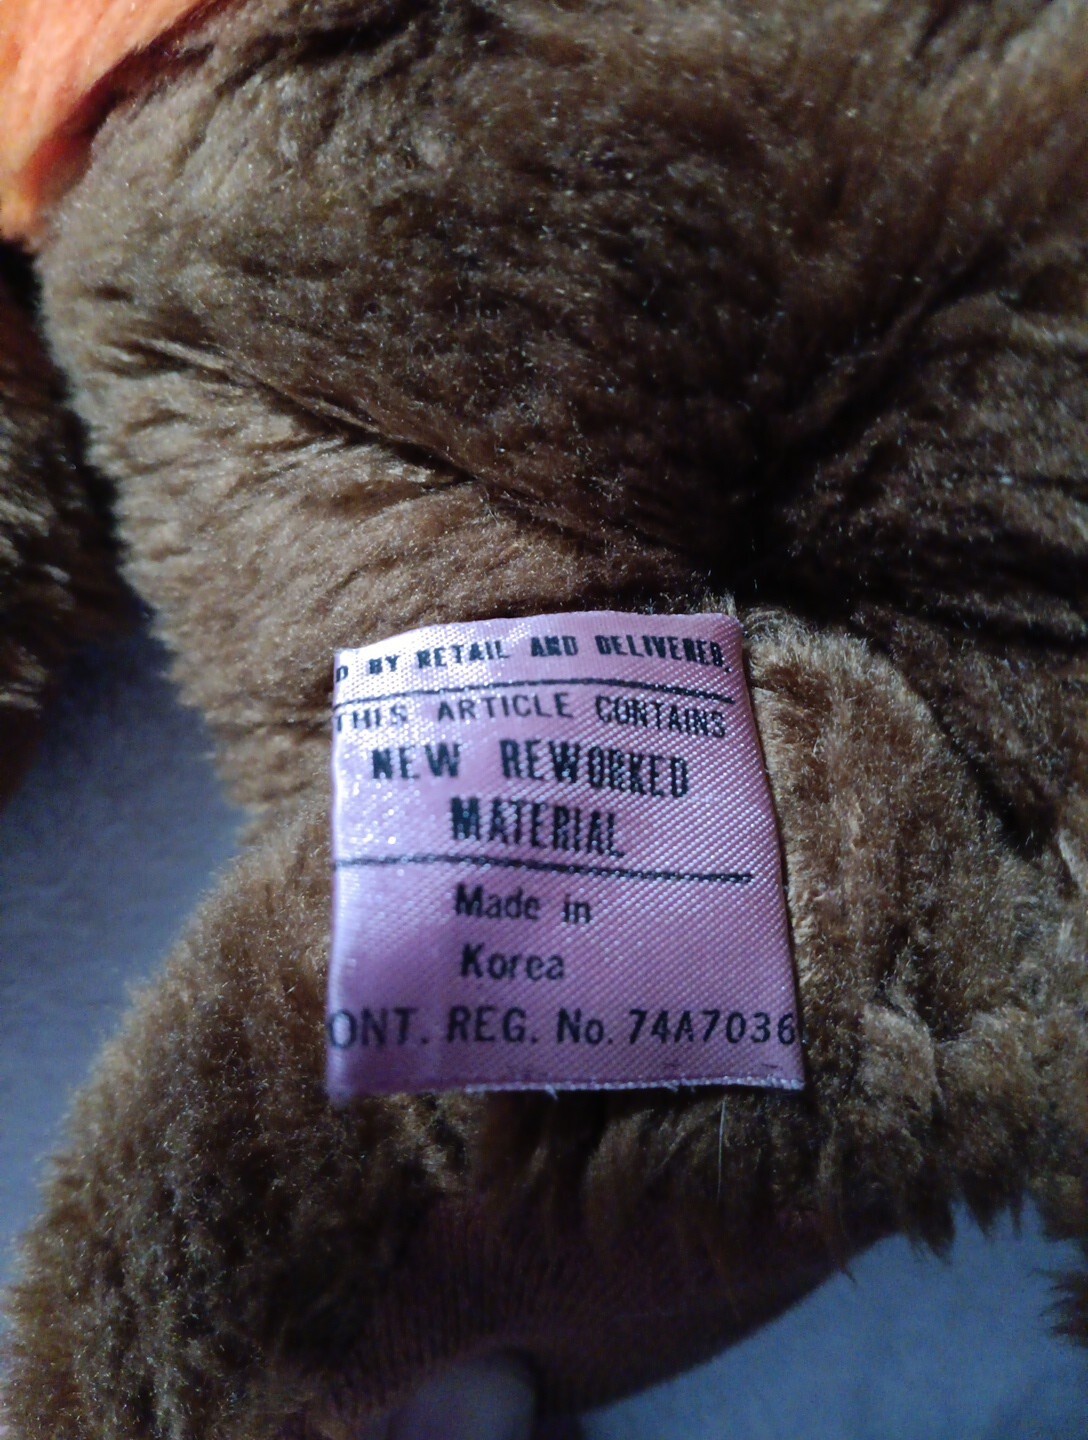 D BY RETAIL AND DELIVERED.
THIS ARTICLE CONTAINS
NEW REWORKED
MATERIAL
Made in
Korea
ONT. REG. No. 74A7036